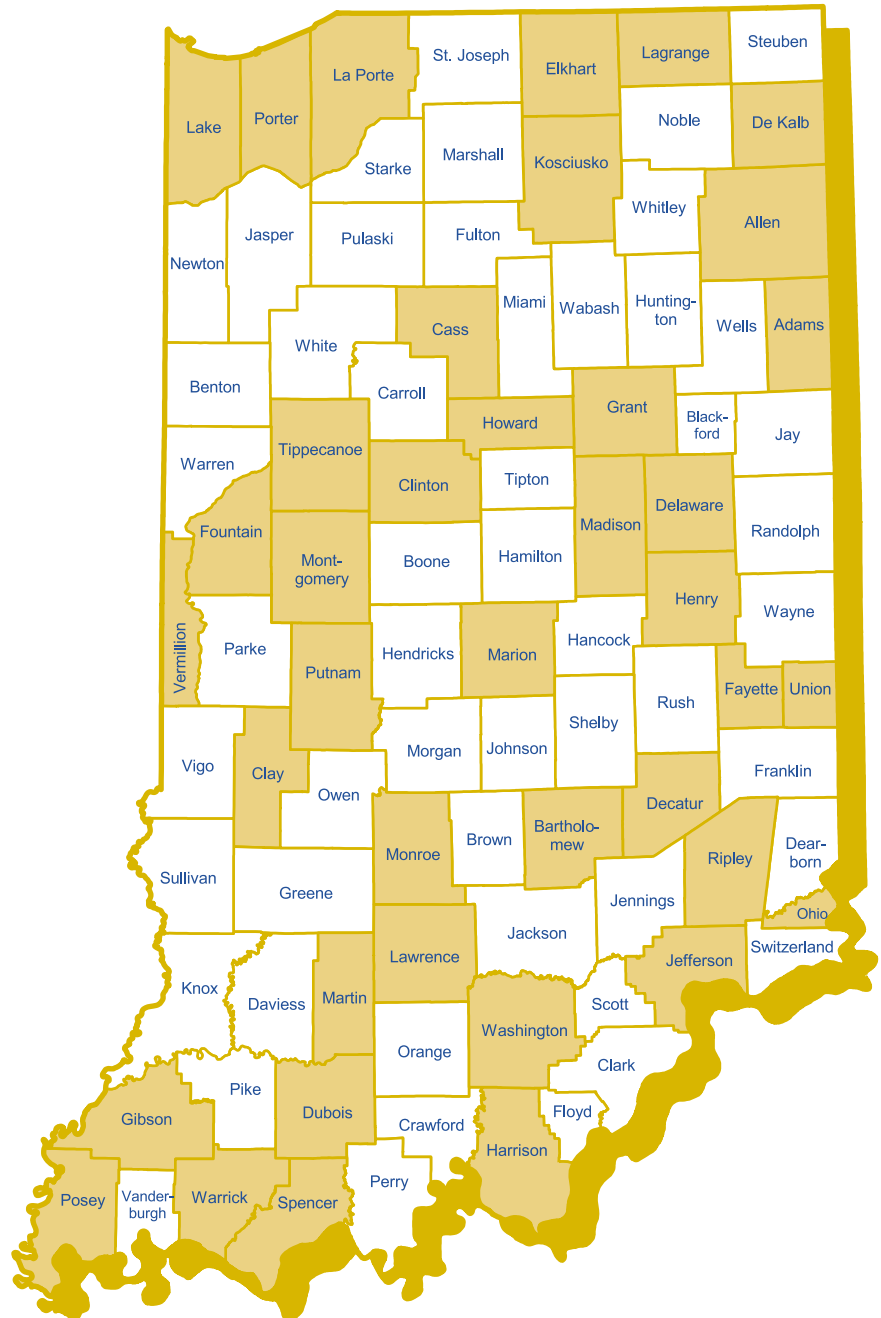 Steuben
St. Joseph
Lagrange
Elkhart
La Porte
Noble
De Kalb
Porter
Lake
Marshall
Kosciusko
Starke
Whitley
Allen
Jasper
Pulaski
Fulton
Newton
Miami
Wabash
Hunting-
ton
Wells
Adams
Cass
White
Benton
Carroll
Grant
Howard
Black-
ford
Jay
Tippecanoe
Warren
Clinton
Tipton
Delaware
Madison
Fountain
Randolph
Mont-
gomery
Boone
Hamilton
Henry
Wayne
Hancock
Vermillion
Parke
Hendricks
Marion
Putnam
Fayette
Union
Rush
Shelby
Morgan
Johnson
Vigo
Clay
Franklin
Owen
Decatur
Brown
Bartholo-
mew
Monroe
Ripley
Dear-
born
Sullivan
Greene
Jennings
Ohio
Jackson
Switzerland
Lawrence
Jefferson
Knox
Daviess
Martin
Scott
Washington
Orange
Clark
Pike
Gibson
Dubois
Floyd
Crawford
Harrison
Perry
Posey
Vander-
burgh
Warrick
Spencer